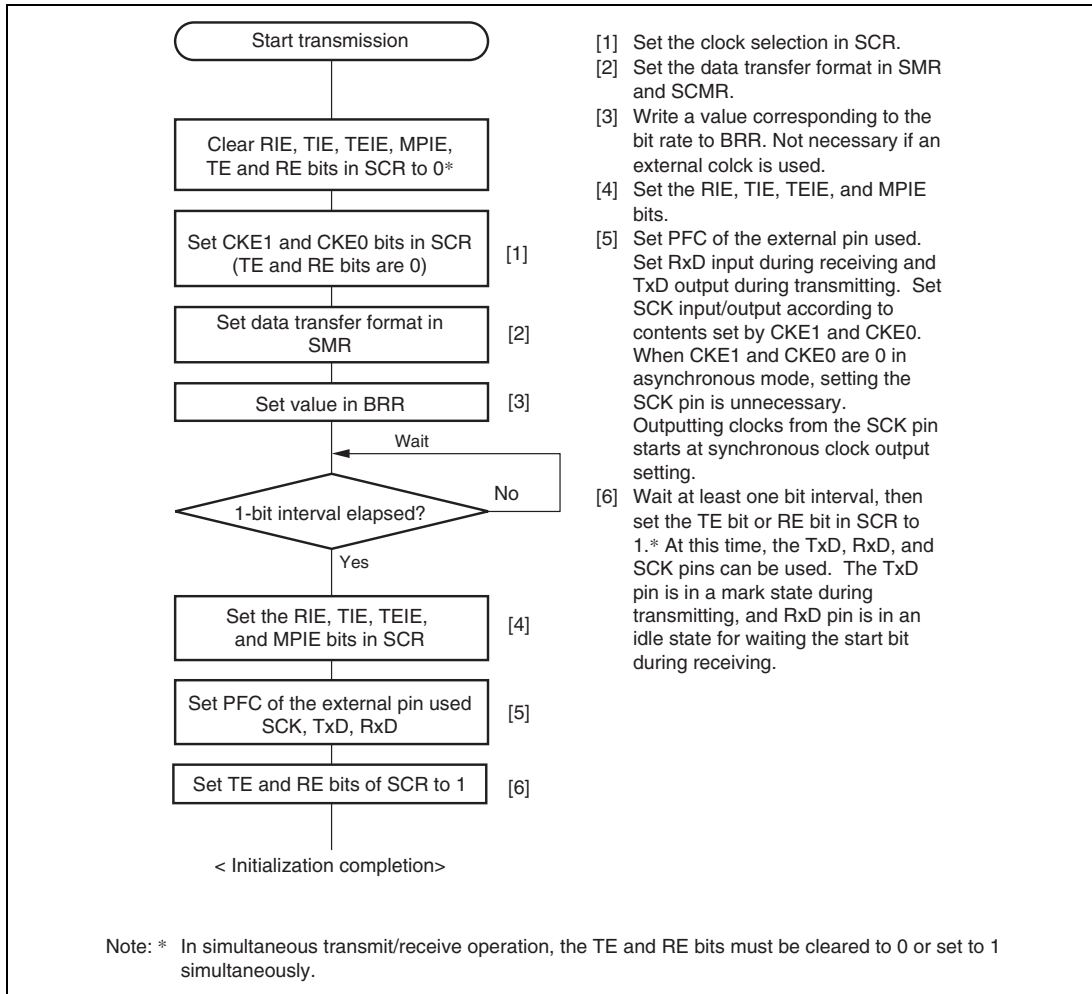 Start transmission
Clear RIE, TIE, TEIE, MPIE,
TE and RE bits in SCR to 0*
Set CKE1 and CKE0 bits in SCR
(TE and RE bits are 0)
[1]
Set data transfer format in
SMR
[2]
Set value in BRR
[3]
Wait
No
1-bit interval elapsed?
Yes
Set the RIE, TIE, TEIE,
and MPIE bits in SCR
[4]
Set PFC of the external pin used
SCK, TxD, RxD
[5]
Set TE and RE bits of SCR to 1
[6]
< Initialization completion>
[1] Set the clock selection in SCR.
[2] Set the data transfer format in SMR
and SCMR.
[3] Write a value corresponding to the
bit rate to BRR. Not necessary if an
external colck is used.
[4] Set the RIE, TIE, TEIE, and MPIE
bits.
[5] Set PFC of the external pin used.
Set RxD input during receiving and
TxD output during transmitting. Set
SCK input/output according to
contents set by CKE1 and CKE0.
When CKE1 and CKE0 are 0 in
asynchronous mode, setting the
SCK pin is unnecessary.
Outputting clocks from the SCK pin
starts at synchronous clock output
setting.
[6] Wait at least one bit interval, then
set the TE bit or RE bit in SCR to
1.* At this time, the TxD, RxD, and
SCK pins can be used. The TxD
pin is in a mark state during
transmitting, and RxD pin is in an
idle state for waiting the start bit
during receiving.
Note: * In simultaneous transmit/receive operation, the TE and RE bits must be cleared to 0 or set to 1
simultaneously.